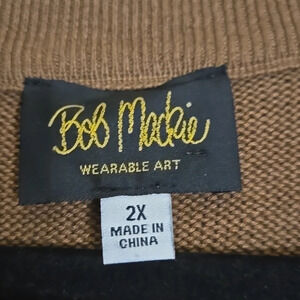 Bob Mackie
WEARABLE ART
2X
MADE IN
CHINA